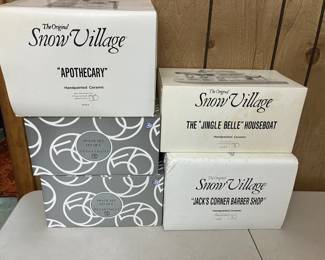 The Original
Snow Village
"APOTHECARY"
Handpainted Ceramic
The Original
Snow Village
THE "JINGLE BELLE" HOUSEBOAT
Handpainted Ceramic
The Original
Snow Village
"JACK'S CORNER BARBER SHOP"
Handpainted Ceramic